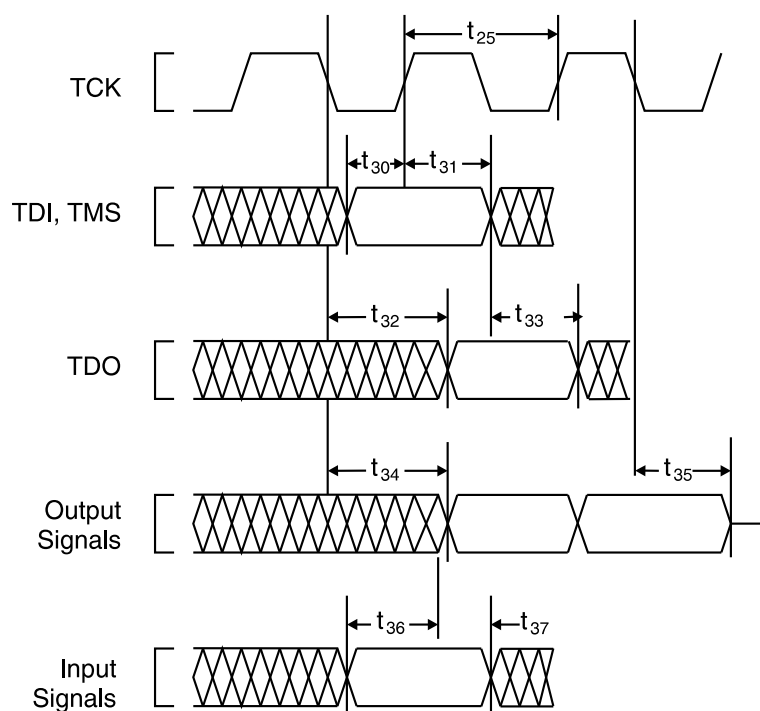 t25
TCK
t30
t31
TDI, TMS
t32
t33
TDO
t34
t35
Output
Signals
t36
t37
Input
Signals